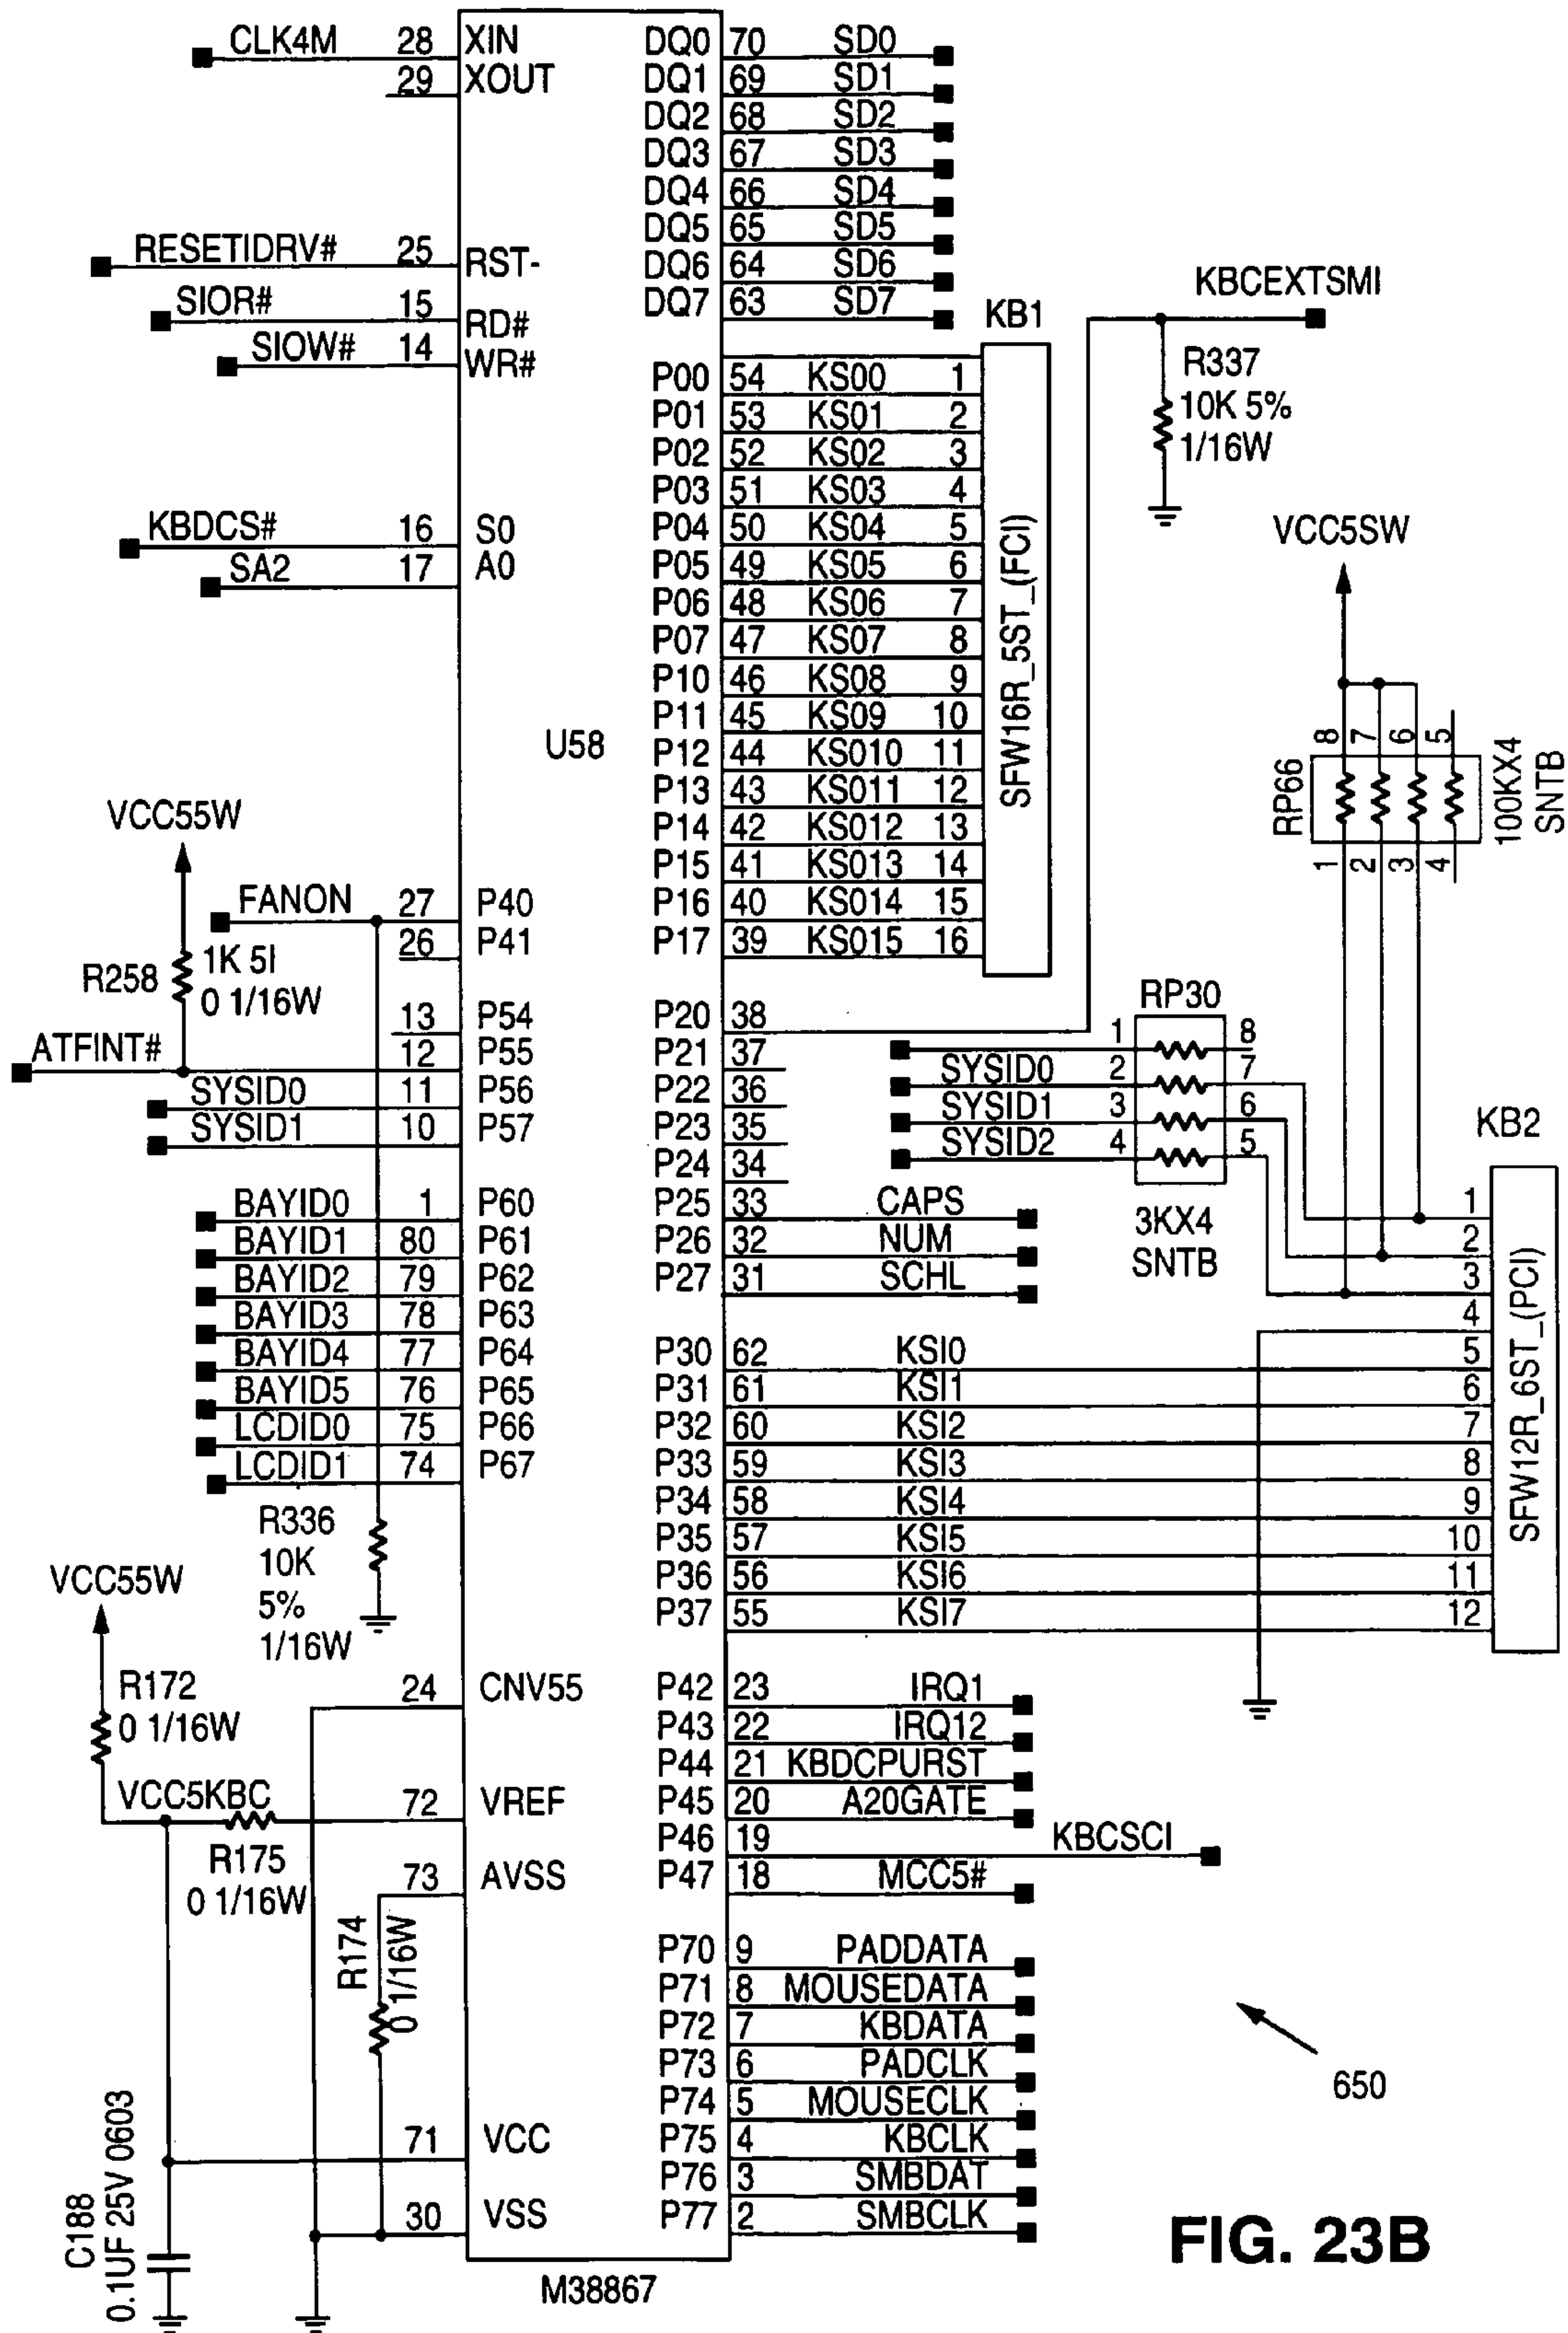 CLK4M 28 XIN
29 XOUT
RESETIDRV# 25 RST-
SIOR# 15 RD#
SIOW# 14 WR#
KBDCS# 16 S0
SA2 17 A0
U58
VCC55W
FANON 27 P40
26 P41
R258
1K 5I
0 1/16W
13 P54
ATFINT# 12 P55
SYSID0 11 P56
SYSID1 10 P57
BAYID0 1 P60
BAYID1 80 P61
BAYID2 79 P62
BAYID3 78 P63
BAYID4 77 P64
BAYID5 76 P65
LCDID0 75 P66
LCDID1 74 P67
R336
10K
5%
1/16W
VCC55W
R172
0 1/16W
24 CNV55
VCC5KBC 72 VREF
R175
0 1/16W
73 AVSS
R174
0 1/16W
71 VCC
30 VSS
C188
0.1UF 25V 0603
M38867
DQ0 70 SD0
DQ1 69 SD1
DQ2 68 SD2
DQ3 67 SD3
DQ4 66 SD4
DQ5 65 SD5
DQ6 64 SD6
DQ7 63 SD7
KB1
P00 54 KS00 1
P01 53 KS01 2
P02 52 KS02 3
P03 51 KS03 4
P04 50 KS04 5
P05 49 KS05 6
P06 48 KS06 7
P07 47 KS07 8
P10 46 KS08 9
P11 45 KS09 10
P12 44 KS010 11
P13 43 KS011 12
P14 42 KS012 13
P15 41 KS013 14
P16 40 KS014 15
P17 39 KS015 16
SFW16R_5ST_(FCI)
KBCEXTSMI
R337
10K 5%
1/16W
VCC5SW
8 7 6 5
RP66
100KX4
SNTB
1 2 3 4
P20 38
P21 37
P22 36
P23 35
P24 34
P25 33 CAPS
P26 32 NUM
P27 31 SCHL
RP30
1 8
SYSID0 2 7
SYSID1 3 6
SYSID2 4 5
3KX4
SNTB
KB2
1
2
3
4
P30 62 KSI0 5
P31 61 KSI1 6
P32 60 KSI2 7
P33 59 KSI3 8
P34 58 KSI4 9
P35 57 KSI5 10
P36 56 KSI6 11
P37 55 KSI7 12
SFW12R_6ST_(PCI)
P42 23 IRQ1
P43 22 IRQ12
P44 21 KBDCPURST
P45 20 A20GATE
P46 19 KBCSCI
P47 18 MCC5#
P70 9 PADDATA
P71 8 MOUSEDATA
P72 7 KBDATA
P73 6 PADCLK
P74 5 MOUSECLK
P75 4 KBCLK
P76 3 SMBDAT
P77 2 SMBCLK
650
FIG. 23B